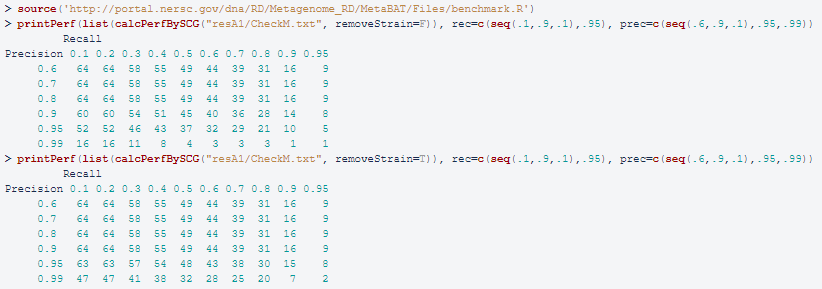 > source('http://portal.nersc.gov/dna/RD/Metagenome_RD/MetaBAT/Files/benchmark.R')
> printPerf(list(calcPerfBySCG("resA1/CheckM.txt", removeStrain=F)), rec=c(seq(.1,.9,.1),.95), prec=c(seq(.6,.9,.1),.95,.99))
Recall
Precision 0.1 0.2 0.3 0.4 0.5 0.6 0.7 0.8 0.9 0.95
0.6 64 64 58 55 49 44 39 31 16 9
0.7 64 64 58 55 49 44 39 31 16 9
0.8 64 64 58 55 49 44 39 31 16 9
0.9 60 60 54 51 45 40 36 28 14 8
0.95 52 52 46 43 37 32 29 21 10 5
0.99 16 16 11 8 4 3 3 3 1 1
> printPerf(list(calcPerfBySCG("resA1/CheckM.txt", removeStrain=T)), rec=c(seq(.1,.9,.1),.95), prec=c(seq(.6,.9,.1),.95,.99))
Recall
Precision 0.1 0.2 0.3 0.4 0.5 0.6 0.7 0.8 0.9 0.95
0.6 64 64 58 55 49 44 39 31 16 9
0.7 64 64 58 55 49 44 39 31 16 9
0.8 64 64 58 55 49 44 39 31 16 9
0.9 64 64 58 55 49 44 39 31 16 9
0.95 63 63 57 54 48 43 38 30 15 8
0.99 47 47 41 38 32 28 25 20 7 2